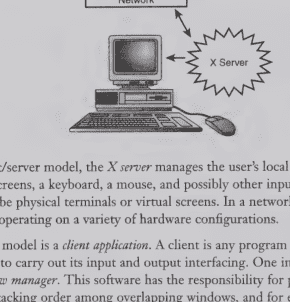 Network
X Server
/server model, the X server manages the user's local
creens, a keyboard, a mouse, and possibly other input
be physical terminals or virtual screens. In a network
operating on a variety of hardware configurations.
model is a client application. A client is any program
to carry out its input and output interfacing. One im
w manager. This software has the responsibility for p
tacking order among overlapping windows, and for